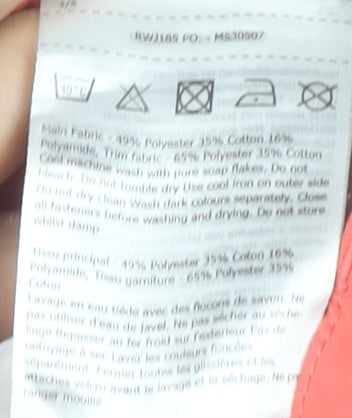 RWJ185 PO: - MS30907
40°C
Main Fabric - 49% Polyester 35% Cotton 16%
Polyamide, Trim fabric - 65% Polyester 35% Cotton
Cool machine wash with pure soap flakes. Do not
bleach. Do not tumble dry Use cool iron on outer side
Do not dry clean Wash dark colours separately. Close
all fasteners before washing and drying. Do not store
whilst damp
Tissu principal - 49% Polyester 35% Coton 16%
Polyamide, Tissu garniture - 65% Polyester 35%
Coton
Lavage en eau tiède avec des flocons de savon. Ne
pas utiliser d'eau de Javel. Ne pas sécher au sèche-
linge Repasser au fer froid sur l'exterieur Pas de
nettoyage à sec Laver les couleurs foncées
séparément. Fermer toutes les glissières et les
attaches velcro avant le lavage et le séchage. Ne pas
ranger mouillé